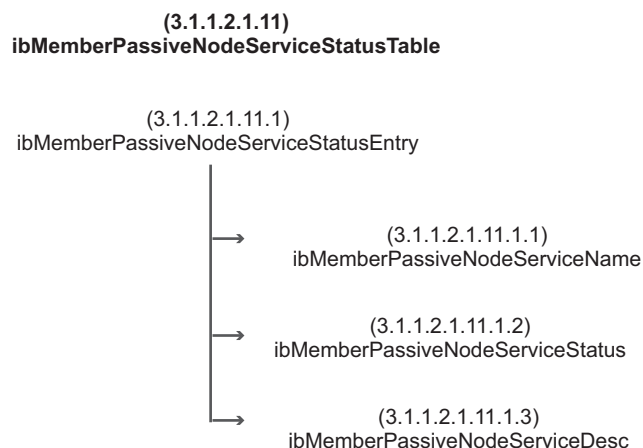 (3.1.1.2.1.11)
ibMemberPassiveNodeServiceStatusTable
(3.1.1.2.1.11.1)
ibMemberPassiveNodeServiceStatusEntry
(3.1.1.2.1.11.1.1)
ibMemberPassiveNodeServiceName
(3.1.1.2.1.11.1.2)
ibMemberPassiveNodeServiceStatus
(3.1.1.2.1.11.1.3)
ibMemberPassiveNodeServiceDesc